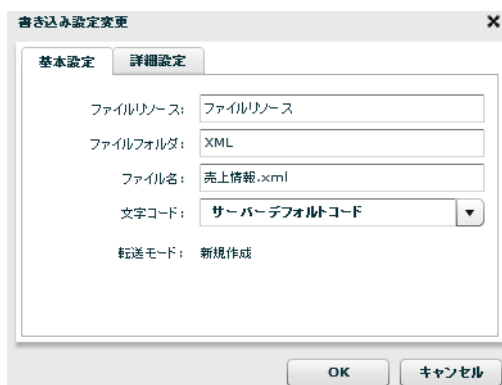 書き込み設定変更
基本設定 詳細設定
ファイルリソース: ファイルリソース
ファイルフォルダ: XML
ファイル名: 売上情報.xml
文字コード: サーバーデフォルトコード
転送モード: 新規作成
OK キャンセル